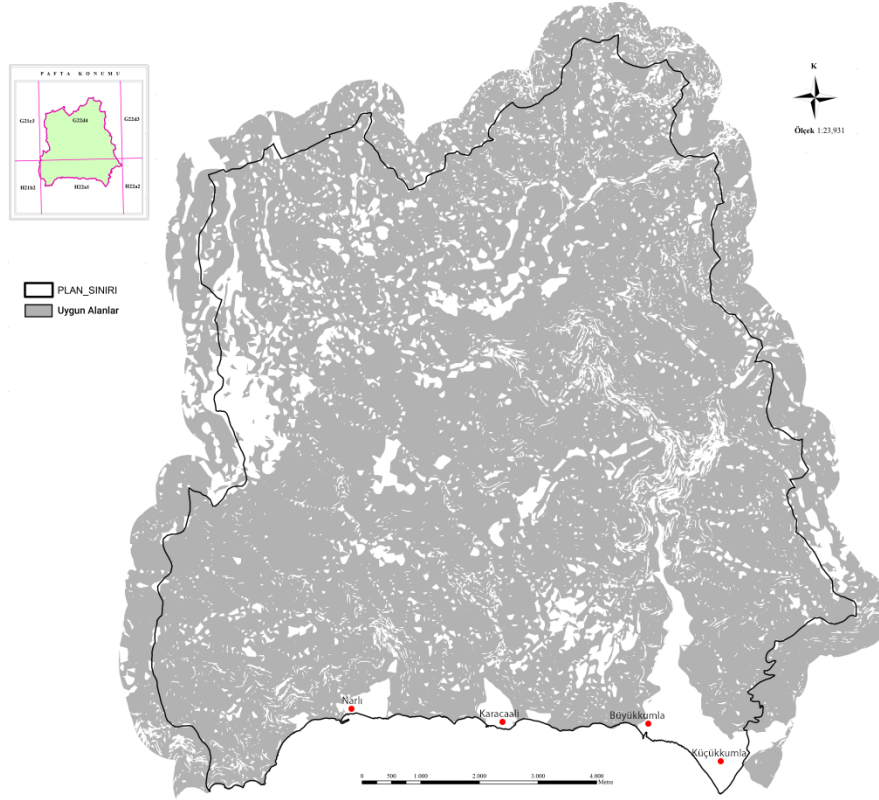 PAFTA KONUMU
G21c3
G22d4
G22d3
H21b2
H22a1
H22a2
PLAN_SINIRI
Uygun Alanlar
K
Ölçek 1:23,931
Narlı
Karacaali
Büyükkumla
Küçükkumla
0 500 1.000 2.000 3.000 4.000
Metre